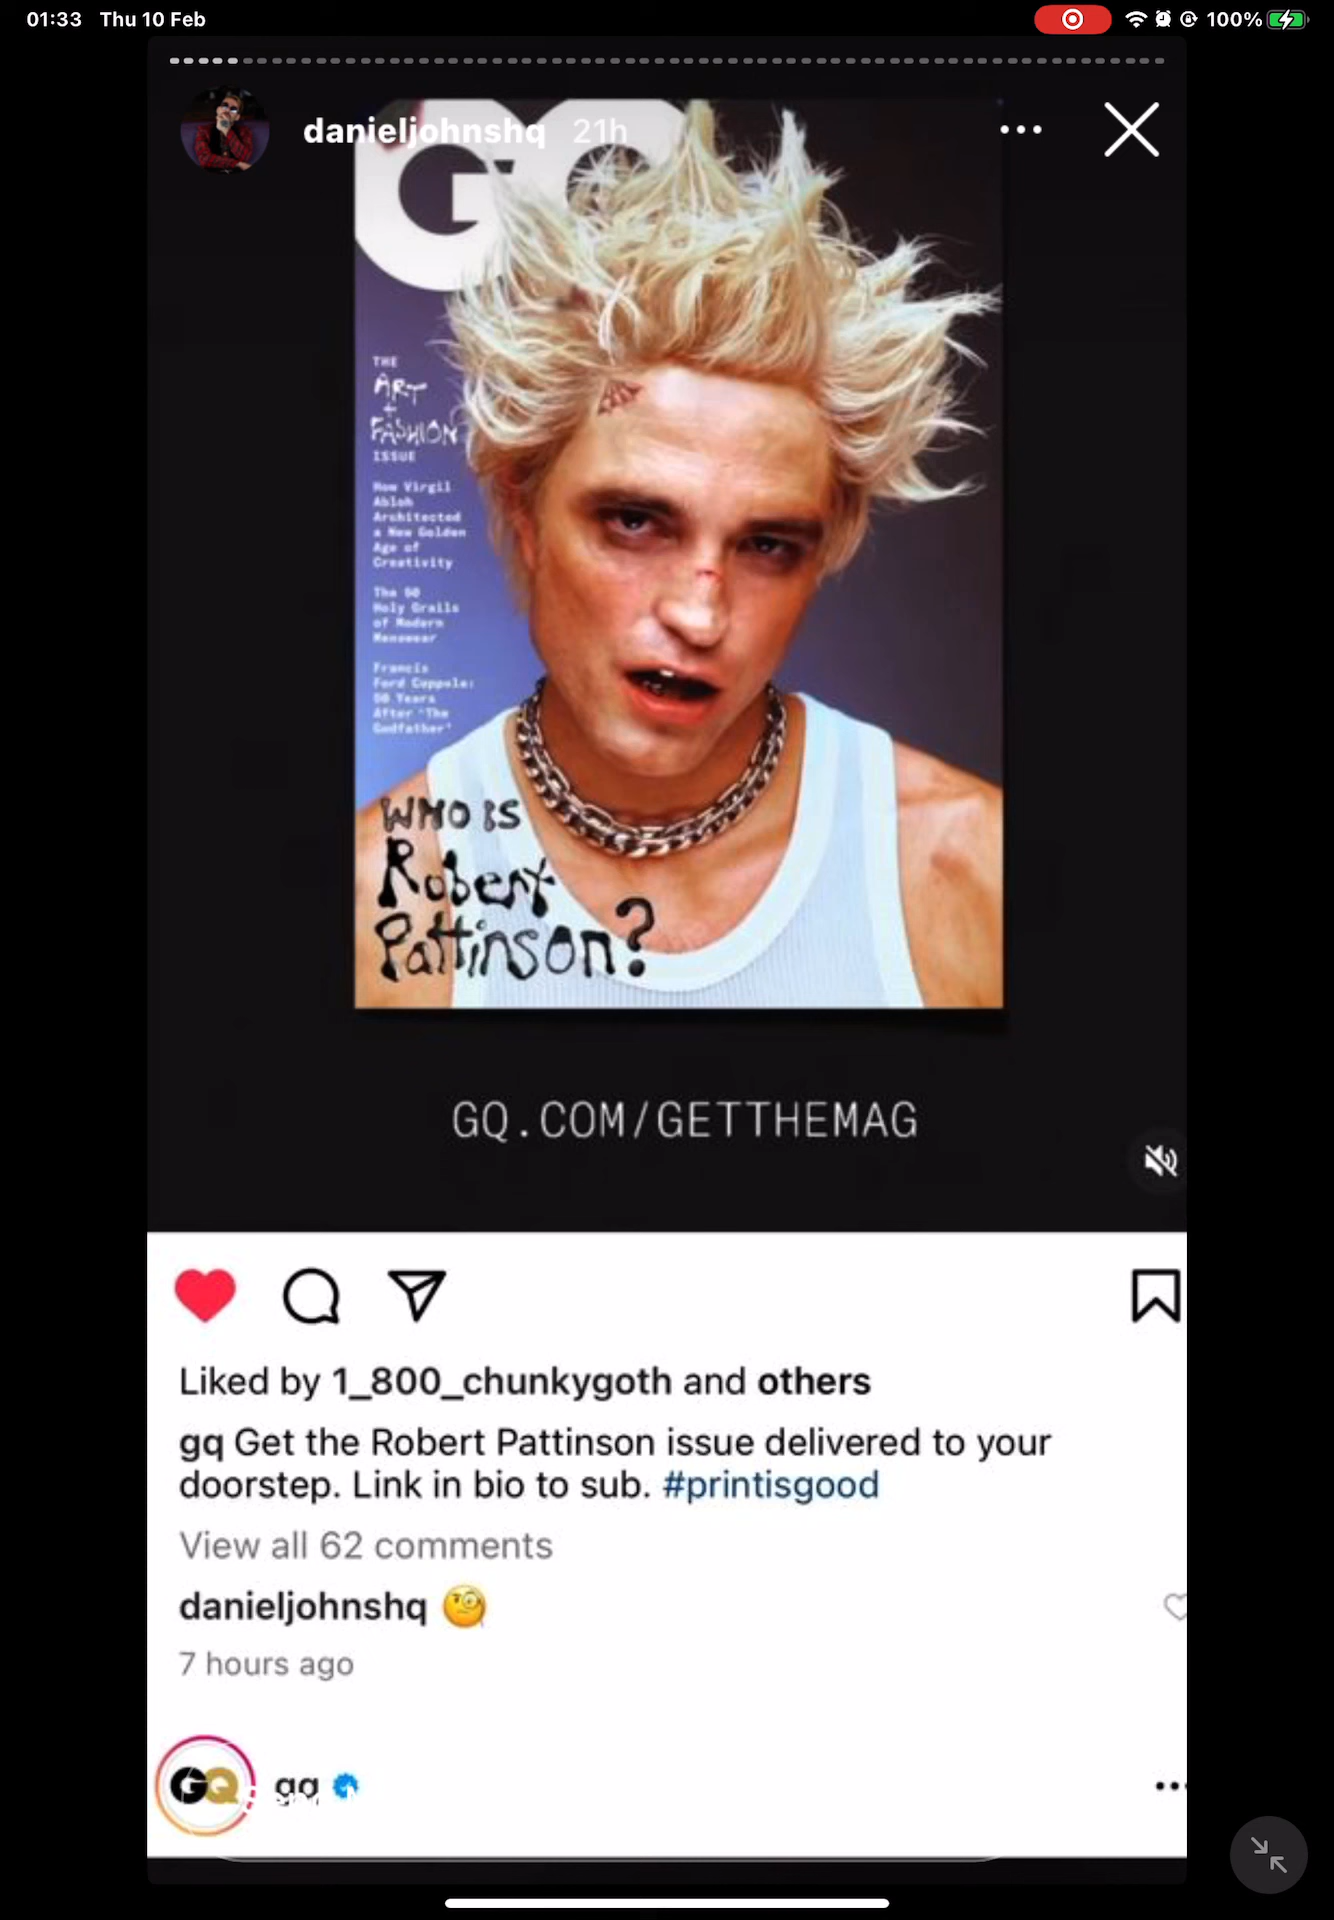 01:33 Thu 10 Feb
100%
danieljohnshq 21h
GQ
THE
ART
+
FASHION
ISSUE
How Virgil
Abloh
Architected
a New Golden
Age of
Creativity
The 50
Holy Grails
of Modern
Menswear
Francis
Ford Coppola:
50 Years
After "The
Godfather"
WHO IS
Robert
Pattinson?
GQ.COM/GETTHEMAG
Liked by 1_800_chunkygoth and others
gq Get the Robert Pattinson issue delivered to your
doorstep. Link in bio to sub. #printisgood
View all 62 comments
danieljohnshq 🧐
7 hours ago
GQ gq